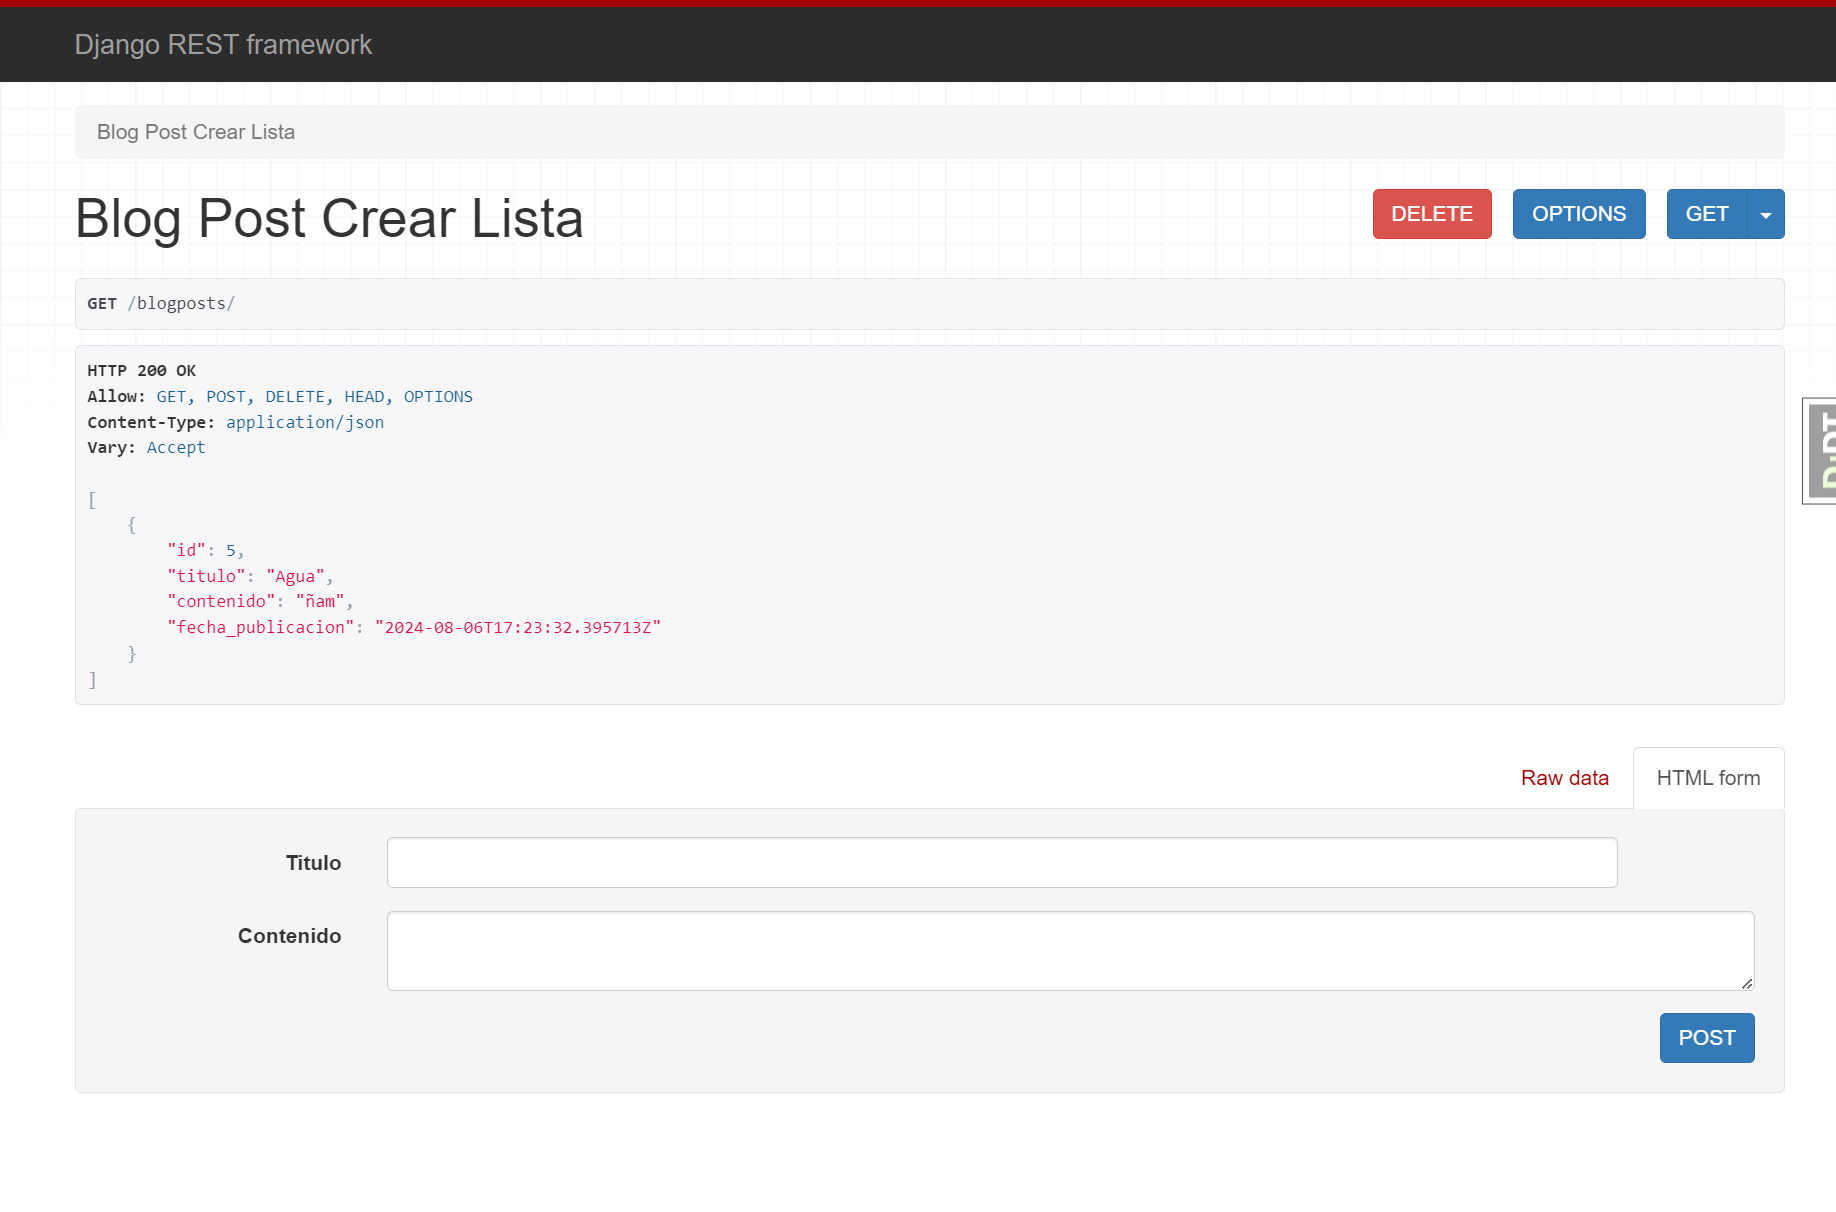 Django REST framework
Blog Post Crear Lista
Blog Post Crear Lista
DELETE
OPTIONS
GET
GET /blogposts/
HTTP 200 OK
Allow: GET, POST, DELETE, HEAD, OPTIONS
Content-Type: application/json
Vary: Accept
[
    {
        "id": 5,
        "titulo": "Agua",
        "contenido": "ñam",
        "fecha_publicacion": "2024-08-06T17:23:32.395713Z"
    }
]
Raw data
HTML form
Titulo
Contenido
POST